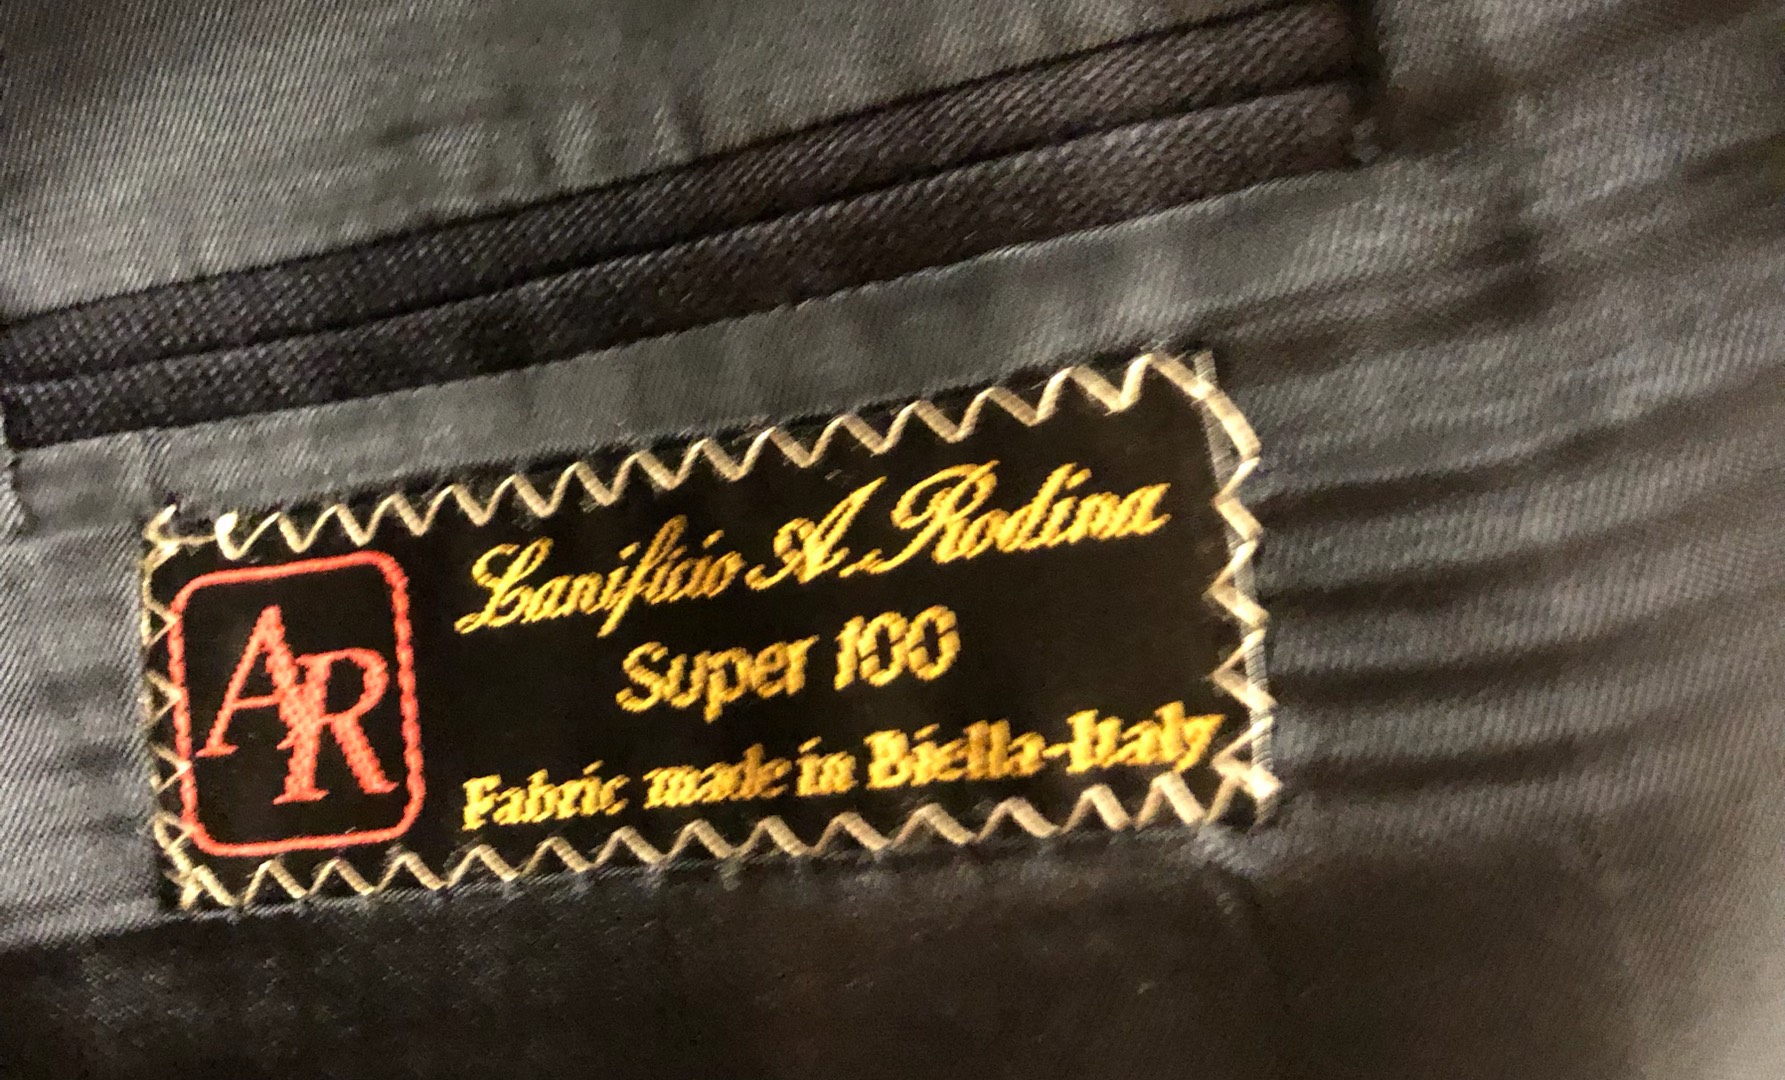 AR
Lanificio A. Rodina
Super 100
Fabric made in Biella-Italy